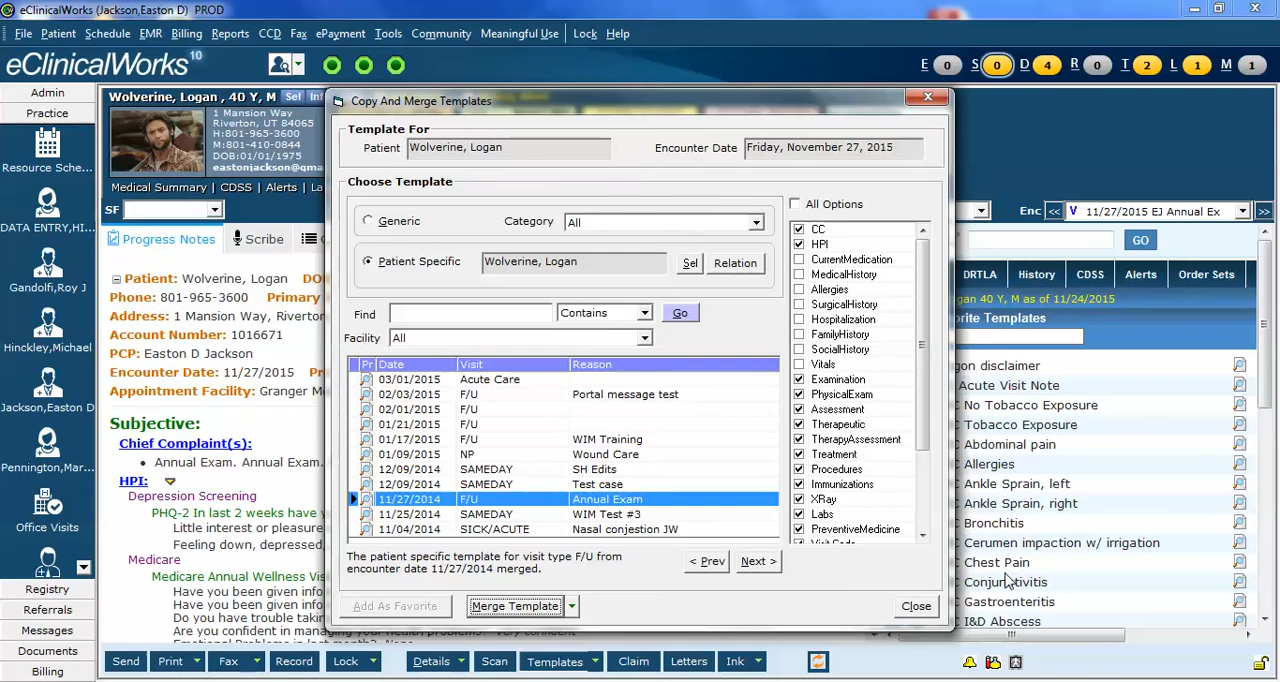 eClinicalWorks (Jackson,Easton D) PROD
File Patient Schedule EMR Billing Reports CCD Fax ePayment Tools Community Meaningful Use Lock Help
eClinicalWorks 10
E 0 S 0 D 4 R 0 T 2 L 1 M 1
Admin
Practice
Resource Sche...
DATA ENTRY,HI...
Gandolfi,Roy J
Hinckley,Michael
Jackson,Easton D
Pennington,Mar...
Office Visits
Registry
Referrals
Messages
Documents
Billing
Wolverine, Logan , 40 Y, M Sel Inf
1 Mansion Way
Riverton, UT 84065
H:801-965-3600
M:801-410-0844
DOB:01/01/1975
eastonjackson@gma
Medical Summary | CDSS | Alerts | La
SF
Progress Notes Scribe
Patient: Wolverine, Logan DO
Phone: 801-965-3600 Primary
Address: 1 Mansion Way, Riverto
Account Number: 1016671
PCP: Easton D Jackson
Encounter Date: 11/27/2015 P
Appointment Facility: Granger M
Subjective:
Chief Complaint(s):
• Annual Exam. Annual Exam.
HPI:
Depression Screening
PHQ-2 In last 2 weeks have y
Little interest or pleasure
Feeling down, depressed,
Medicare
Medicare Annual Wellness Vi
Have you been given info
Do you have trouble takin
Have you been given info
Are you confident in managing your health problems? Very confident
Copy And Merge Templates
Template For
Patient Wolverine, Logan Encounter Date Friday, November 27, 2015
Choose Template
Generic Category All
Patient Specific Wolverine, Logan Sel Relation
Find Contains Go
Facility All
Pr Date Visit Reason
03/01/2015 Acute Care
02/03/2015 F/U Portal message test
02/01/2015 F/U
01/21/2015 F/U
01/17/2015 F/U WIM Training
01/09/2015 NP Wound Care
12/09/2014 SAMEDAY SH Edits
12/09/2014 SAMEDAY Test case
11/27/2014 F/U Annual Exam
11/25/2014 SAMEDAY WIM Test #3
11/04/2014 SICK/ACUTE Nasal conjestion JW
The patient specific template for visit type F/U from
encounter date 11/27/2014 merged.
< Prev Next >
Add As Favorite Merge Template Close
All Options
CC
HPI
CurrentMedication
MedicalHistory
Allergies
SurgicalHistory
Hospitalization
FamilyHistory
SocialHistory
Vitals
Examination
PhysicalExam
Assessment
Therapeutic
TherapyAssessment
Treatment
Procedures
Immunizations
XRay
Labs
PreventiveMedicine
Visit Code
Enc << V 11/27/2015 EJ Annual Ex >>
GO
DRTLA History CDSS Alerts Order Sets
gan 40 Y, M as of 11/24/2015
orite Templates
gon disclaimer
Acute Visit Note
C No Tobacco Exposure
C Tobacco Exposure
C Abdominal pain
C Allergies
C Ankle Sprain, left
C Ankle Sprain, right
C Bronchitis
C Cerumen impaction w/ irrigation
C Chest Pain
C Conjunctivitis
C Gastroenteritis
C I&D Abscess
Send Print Fax Record Lock Details Scan Templates Claim Letters Ink